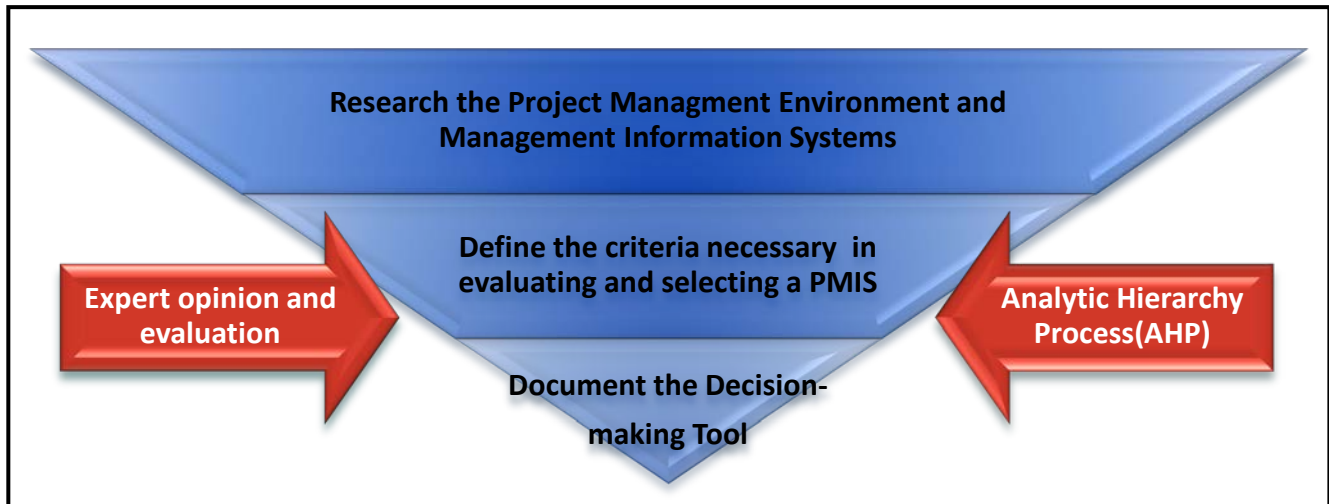 Research the Project Managment Environment and
Management Information Systems
Define the criteria necessary in
evaluating and selecting a PMIS
Expert opinion and
evaluation
Analytic Hierarchy
Process(AHP)
Document the Decision-
making Tool